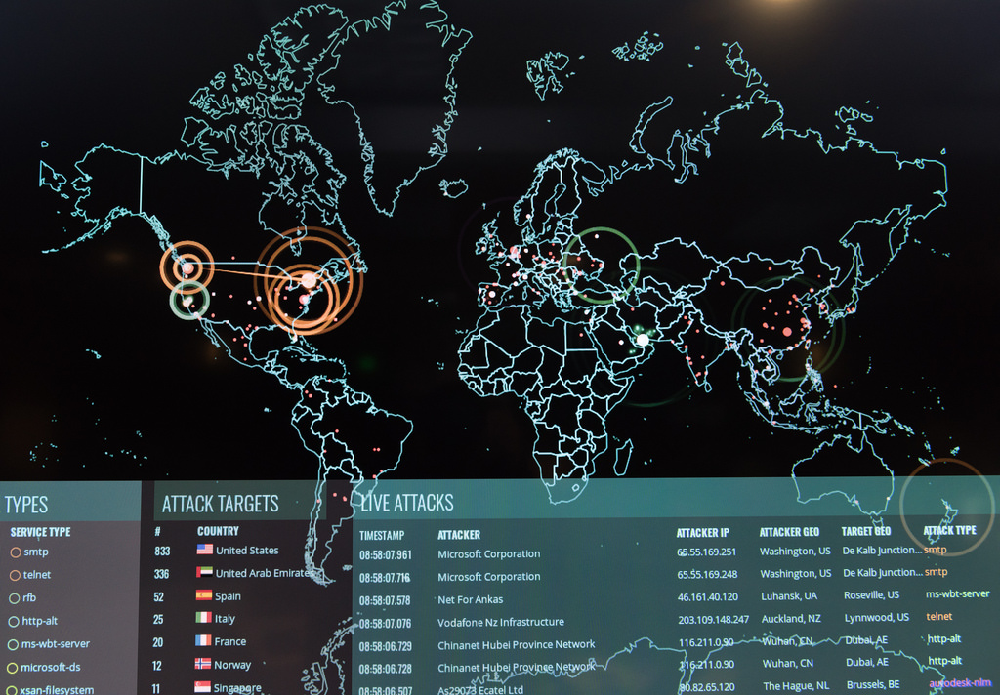 TYPES
SERVICE TYPE
smtp
telnet
rfb
http-alt
ms-wbt-server
microsoft-ds
xsan-filesystem
ATTACK TARGETS
# COUNTRY
833 United States
336 United Arab Emirates
52 Spain
25 Italy
20 France
12 Norway
11 Singapore
LIVE ATTACKS
TIMESTAMP ATTACKER ATTACKER IP ATTACKER GEO TARGET GEO ATTACK TYPE
08:58:07.961 Microsoft Corporation 65.55.169.251 Washington, US De Kalb Junction... smtp
08:58:07.716 Microsoft Corporation 65.55.169.248 Washington, US De Kalb Junction... smtp
08:58:07.578 Net For Ankas 46.161.40.120 Luhansk, UA Roseville, US ms-wbt-server
08:58:07.076 Vodafone Nz Infrastructure 203.109.148.247 Auckland, NZ Lynnwood, US telnet
08:58:06.729 Chinanet Hubei Province Network 116.211.0.90 Wuhan, CN Dubai, AE http-alt
08:58:06.728 Chinanet Hubei Province Network 116.211.0.90 Wuhan, CN Dubai, AE http-alt
08:58:06.507 As29073 Ecatel Ltd 80.82.65.120 The Hague, NL Brussels, BE autodesk-nlm